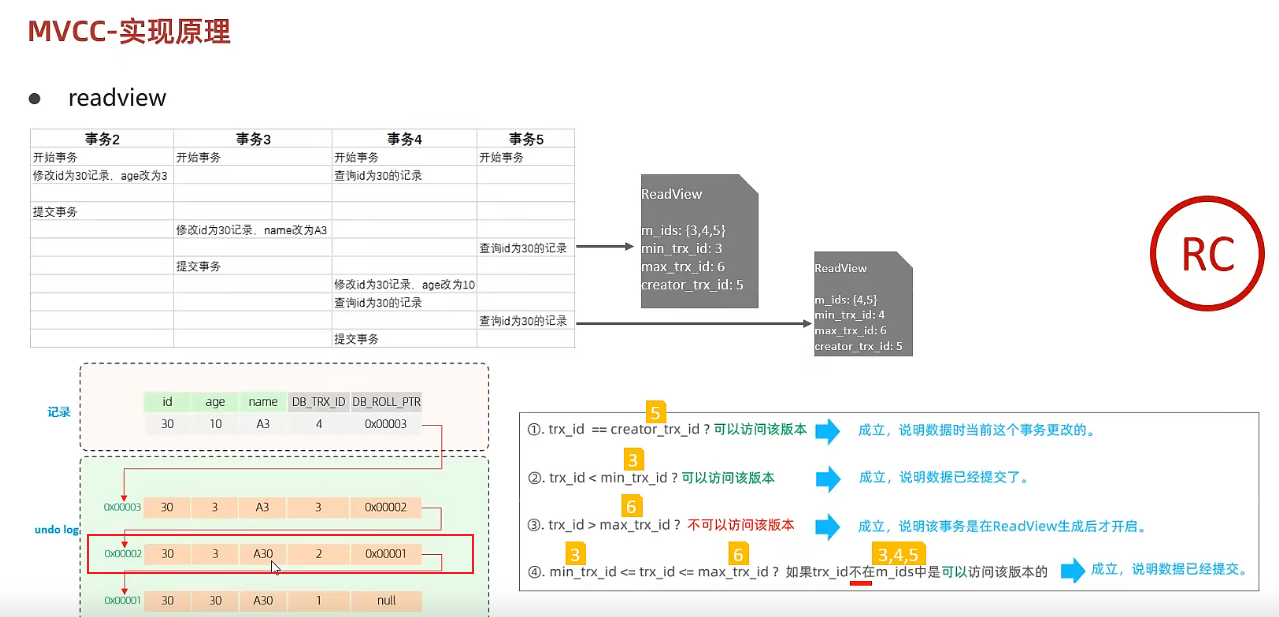 MVCC-实现原理
● readview
事务2 事务3 事务4 事务5
开始事务 开始事务 开始事务 开始事务
修改id为30记录，age改为3 查询id为30的记录
提交事务
修改id为30记录，name改为A3
查询id为30的记录
提交事务
修改id为30记录，age改为10
查询id为30的记录
查询id为30的记录
提交事务
ReadView
m_ids: {3,4,5}
min_trx_id: 3
max_trx_id: 6
creator_trx_id: 5
ReadView
m_ids: {4,5}
min_trx_id: 4
max_trx_id: 6
creator_trx_id: 5
RC
记录
id age name DB_TRX_ID DB_ROLL_PTR
30 10 A3 4 0x00003
undo log
0x00003 30 3 A3 3 0x00002
0x00002 30 3 A30 2 0x00001
0x00001 30 30 A30 1 null
5
①. trx_id == creator_trx_id ? 可以访问该版本 成立，说明数据时当前这个事务更改的。
3
②. trx_id < min_trx_id ? 可以访问该版本 成立，说明数据已经提交了。
6
③. trx_id > max_trx_id ? 不可以访问该版本 成立，说明该事务是在ReadView生成后才开启。
3 6 3,4,5
④. min_trx_id <= trx_id <= max_trx_id ? 如果trx_id不在m_ids中是可以访问该版本的 成立，说明数据已经提交。